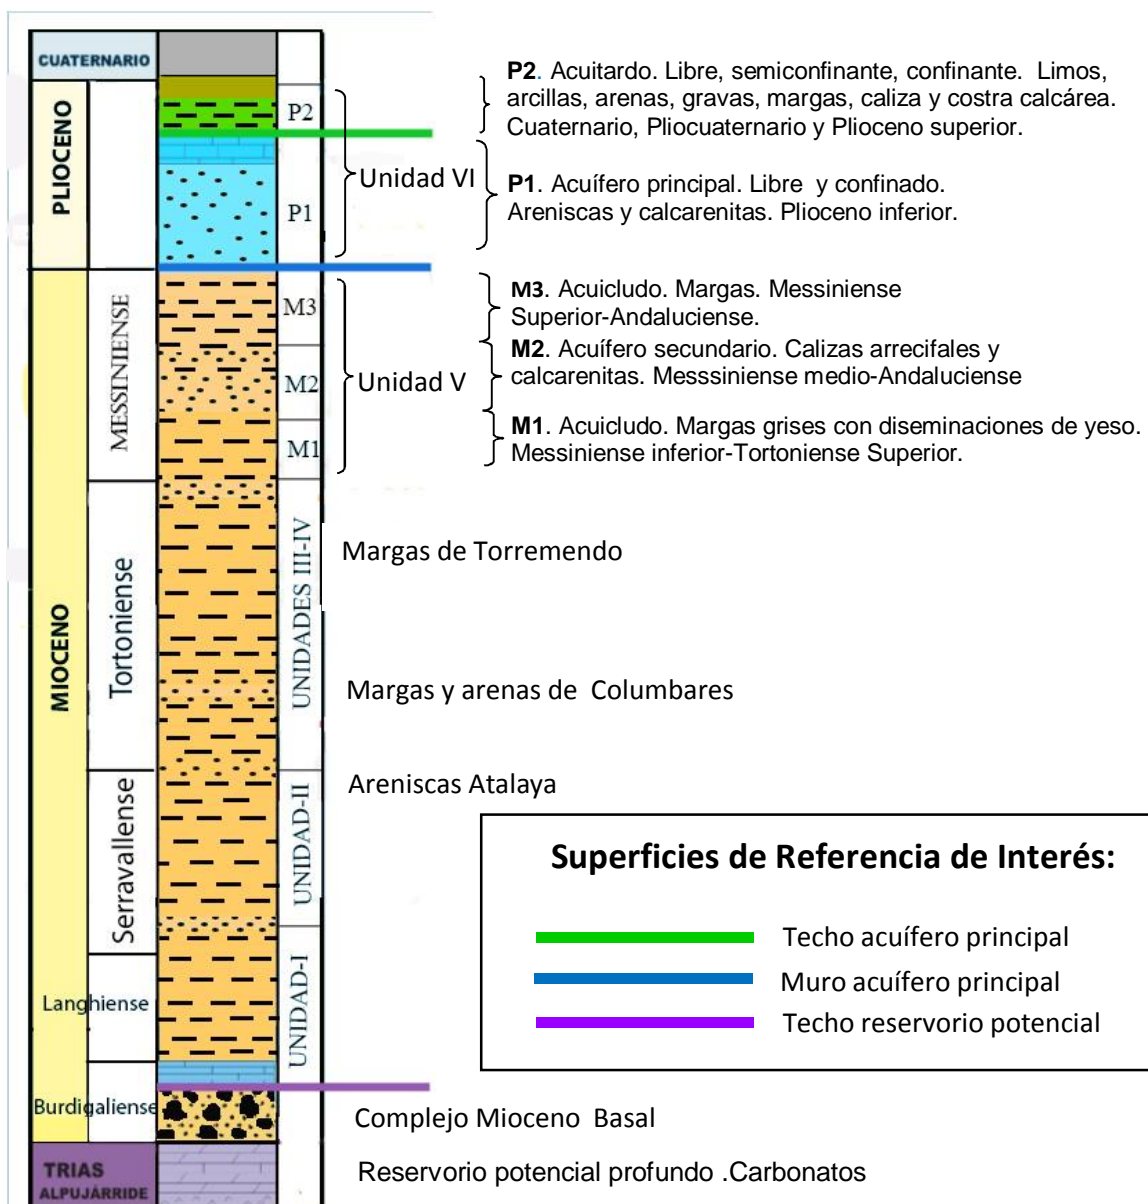 CUATERNARIO
PLIOCENO
P2
P1
Unidad VI
P2. Acuitardo. Libre, semiconfinante, confinante. Limos,
arcillas, arenas, gravas, margas, caliza y costra calcárea.
Cuaternario, Pliocuaternario y Plioceno superior.
P1. Acuífero principal. Libre y confinado.
Areniscas y calcarenitas. Plioceno inferior.
MIOCENO
MESSINIENSE
M3
M2
M1
Unidad V
M3. Acuicludo. Margas. Messiniense
Superior-Andaluciense.
M2. Acuífero secundario. Calizas arrecifales y
calcarenitas. Messsiniense medio-Andaluciense
M1. Acuicludo. Margas grises con diseminaciones de yeso.
Messiniense inferior-Tortoniense Superior.
Tortoniense
UNIDADES III-IV
Margas de Torremendo
Margas y arenas de Columbares
Serravallense
UNIDAD-II
Areniscas Atalaya
Langhiense
UNIDAD-I
Burdigaliense
Complejo Mioceno Basal
TRIAS
ALPUJÁRRIDE
Reservorio potencial profundo .Carbonatos
Superficies de Referencia de Interés:
Techo acuífero principal
Muro acuífero principal
Techo reservorio potencial